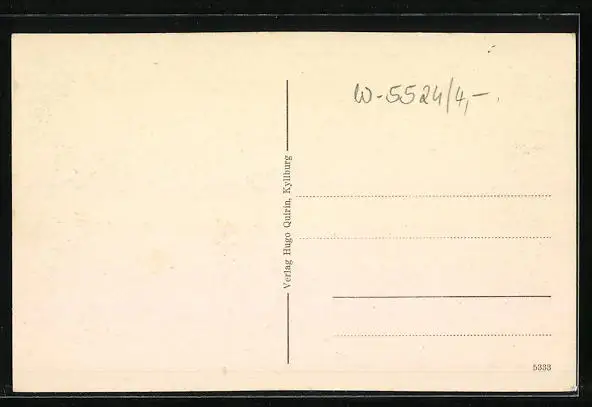 W-5524/4,-
Verlag Hugo Quirin, Kyllburg
5333